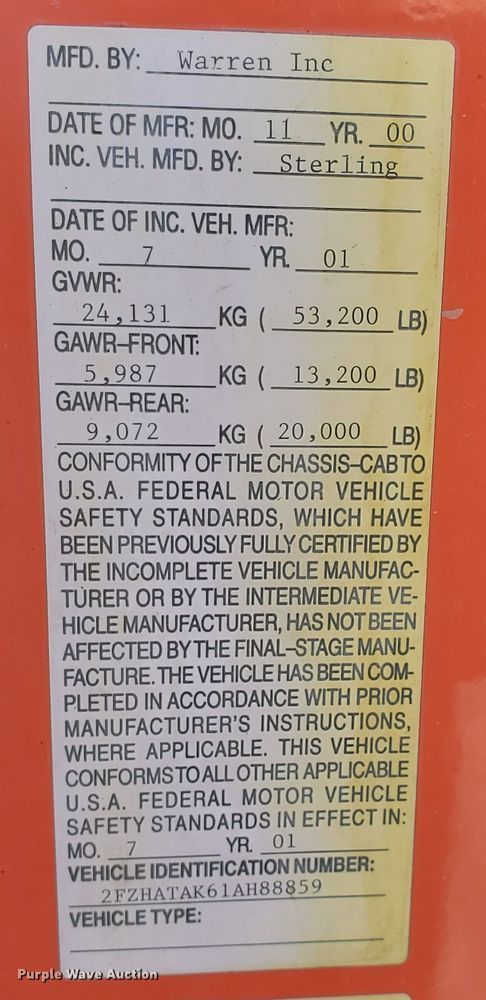 MFD. BY: Warren Inc
DATE OF MFR: MO. 11 YR. 00
INC. VEH. MFD. BY: Sterling
DATE OF INC. VEH. MFR:
MO. 7 YR. 01
GVWR:
24,131 KG ( 53,200 LB)
GAWR–FRONT:
5,987 KG ( 13,200 LB)
GAWR–REAR:
9,072 KG ( 20,000 LB)
CONFORMITY OF THE CHASSIS–CAB TO
U.S.A. FEDERAL MOTOR VEHICLE
SAFETY STANDARDS, WHICH HAVE
BEEN PREVIOUSLY FULLY CERTIFIED BY
THE INCOMPLETE VEHICLE MANUFAC-
TURER OR BY THE INTERMEDIATE VE-
HICLE MANUFACTURER, HAS NOT BEEN
AFFECTED BY THE FINAL–STAGE MANU-
FACTURE. THE VEHICLE HAS BEEN COM-
PLETED IN ACCORDANCE WITH PRIOR
MANUFACTURER'S INSTRUCTIONS,
WHERE APPLICABLE. THIS VEHICLE
CONFORMS TO ALL OTHER APPLICABLE
U.S.A. FEDERAL MOTOR VEHICLE
SAFETY STANDARDS IN EFFECT IN:
MO. 7 YR. 01
VEHICLE IDENTIFICATION NUMBER:
2FZHATAK61AH88859
VEHICLE TYPE:
Purple Wave Auction